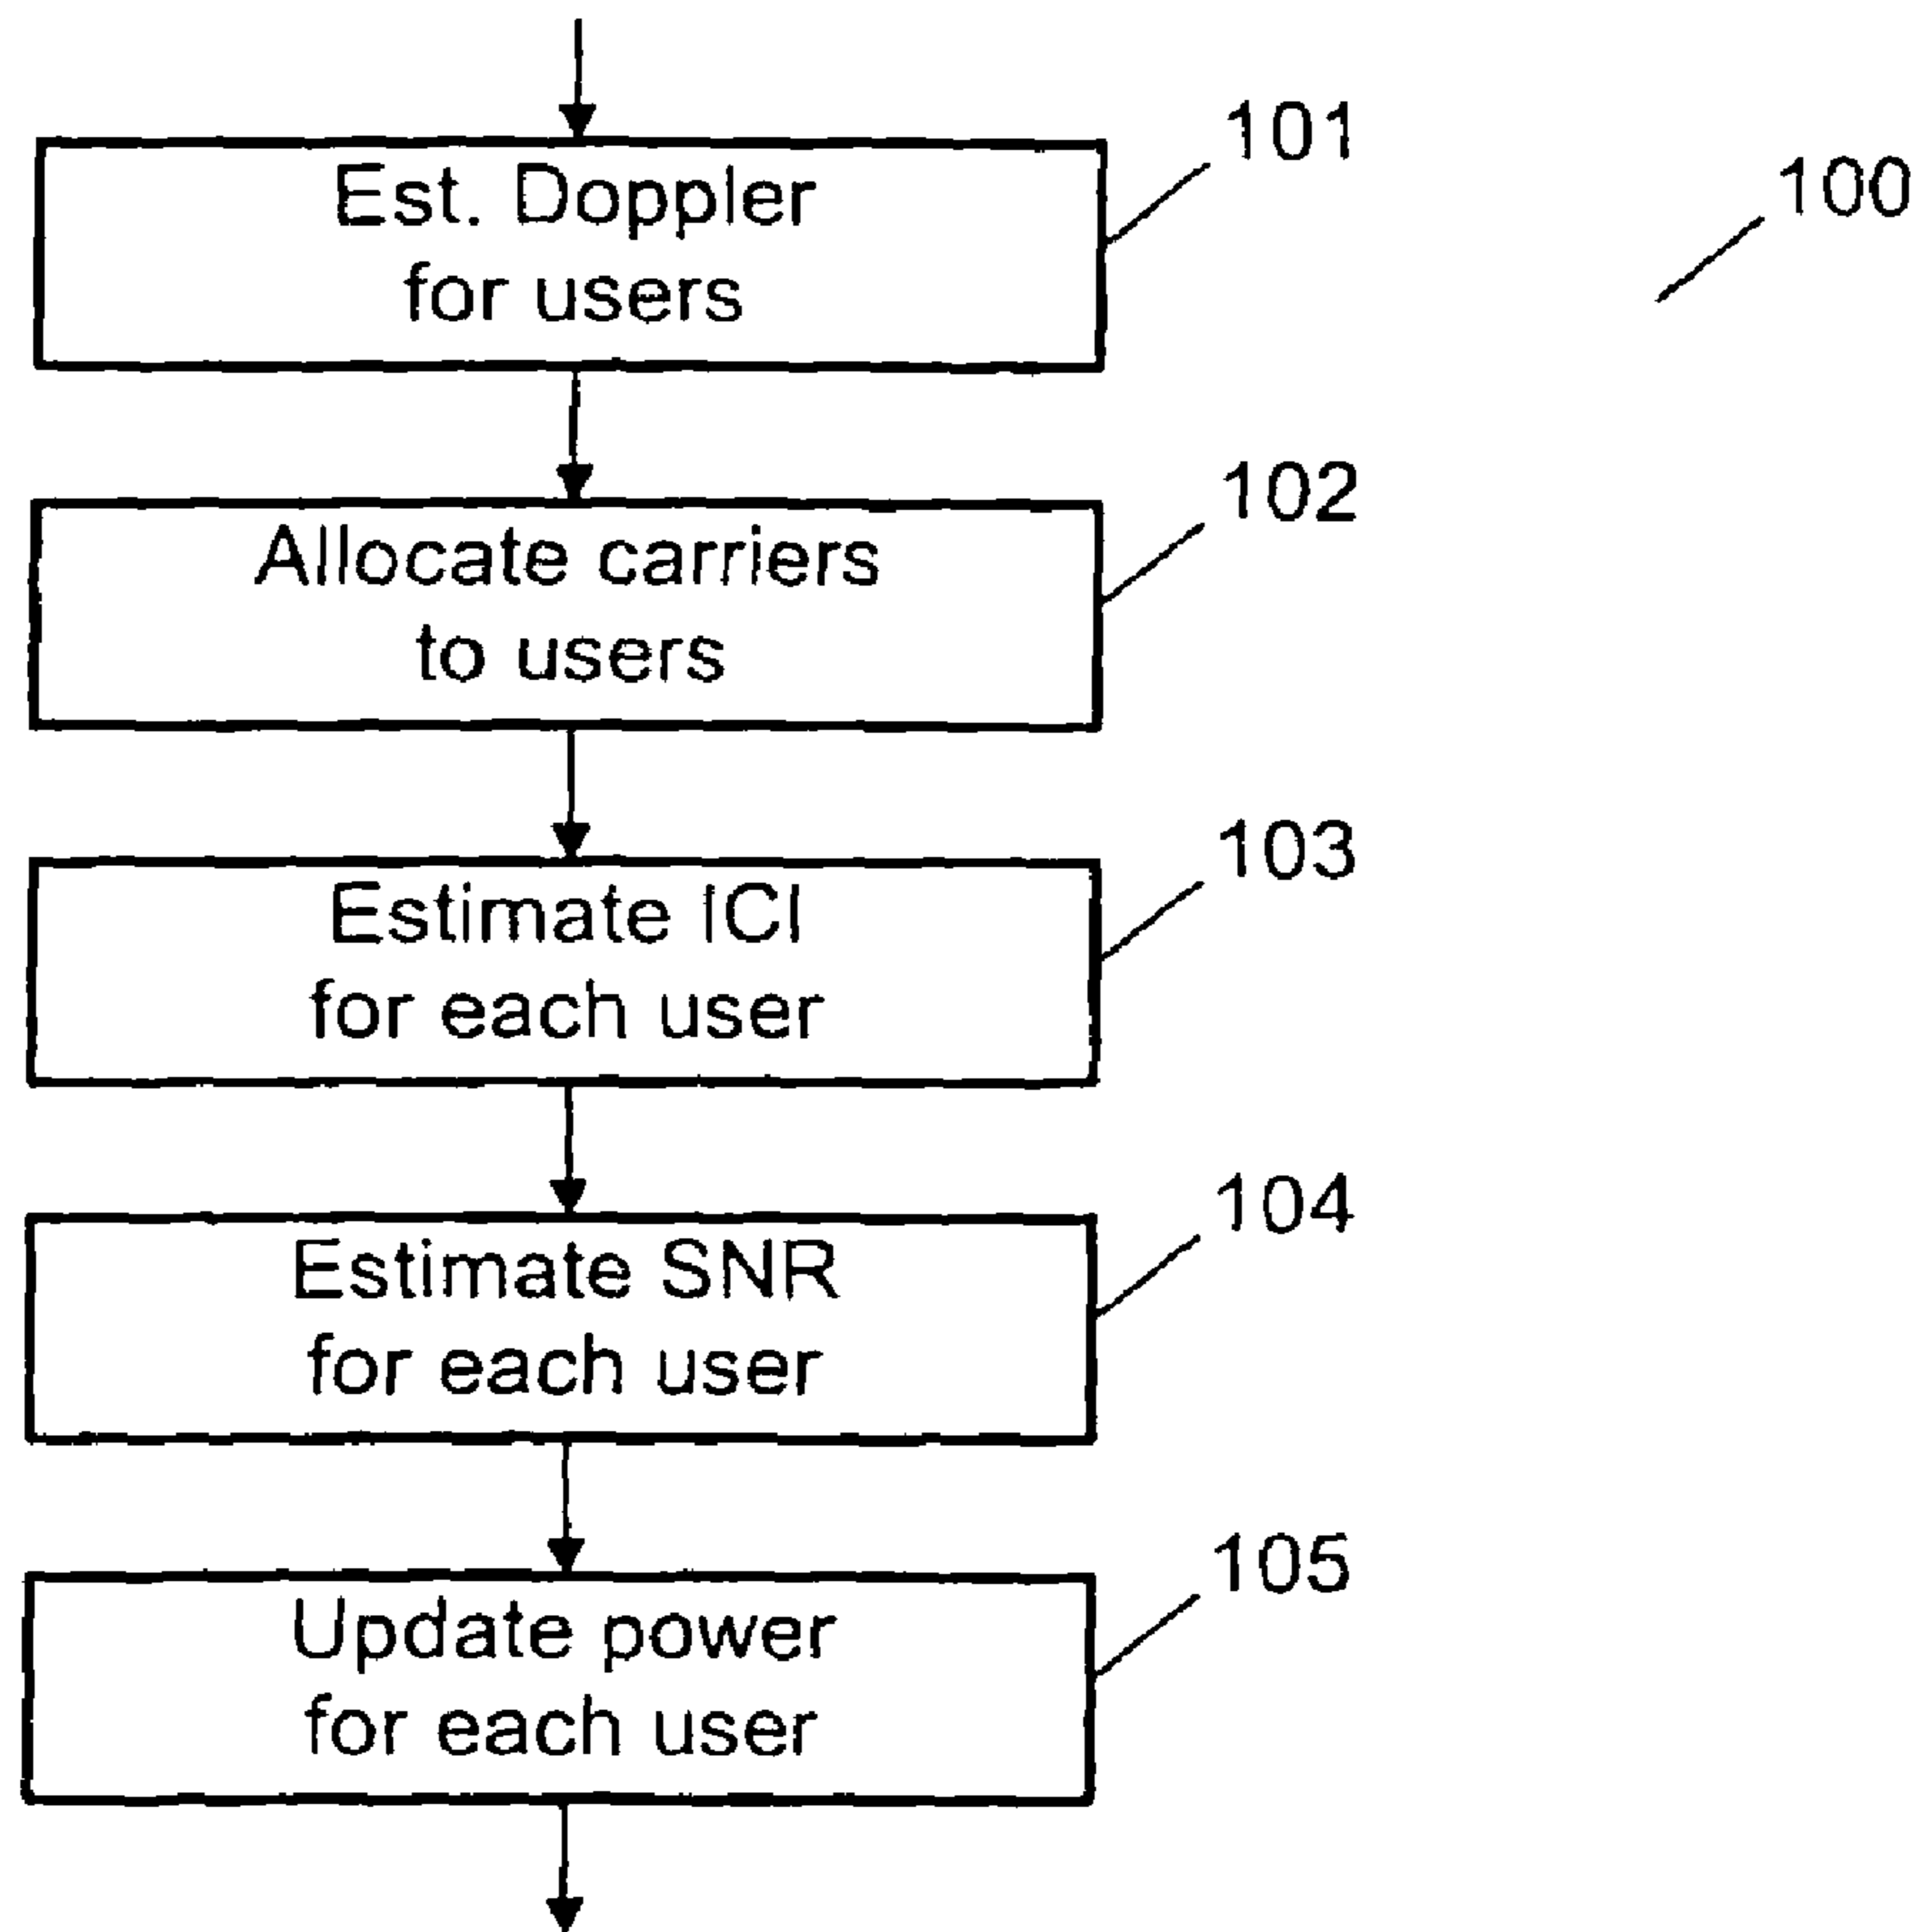 101
100
Est. Doppler
for users
102
Allocate carriers
to users
103
Estimate ICI
for each user
104
Estimate SNR
for each user
105
Update power
for each user